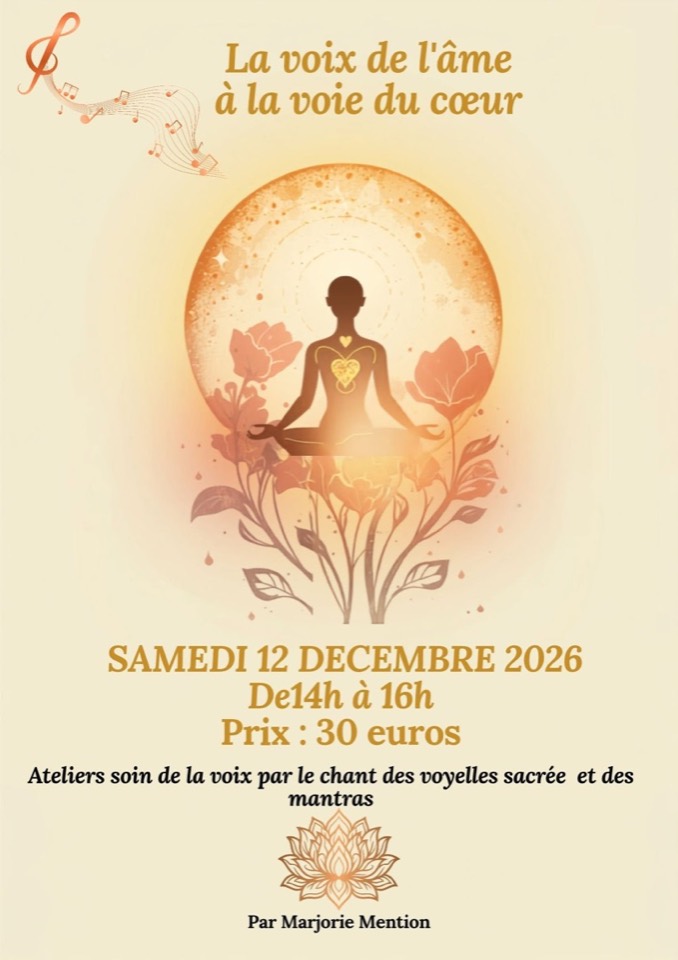 La voix de l'âme
à la voie du cœur
SAMEDI 12 DECEMBRE 2026
De14h à 16h
Prix : 30 euros
Ateliers soin de la voix par le chant des voyelles sacrée et des
mantras
Par Marjorie Mention